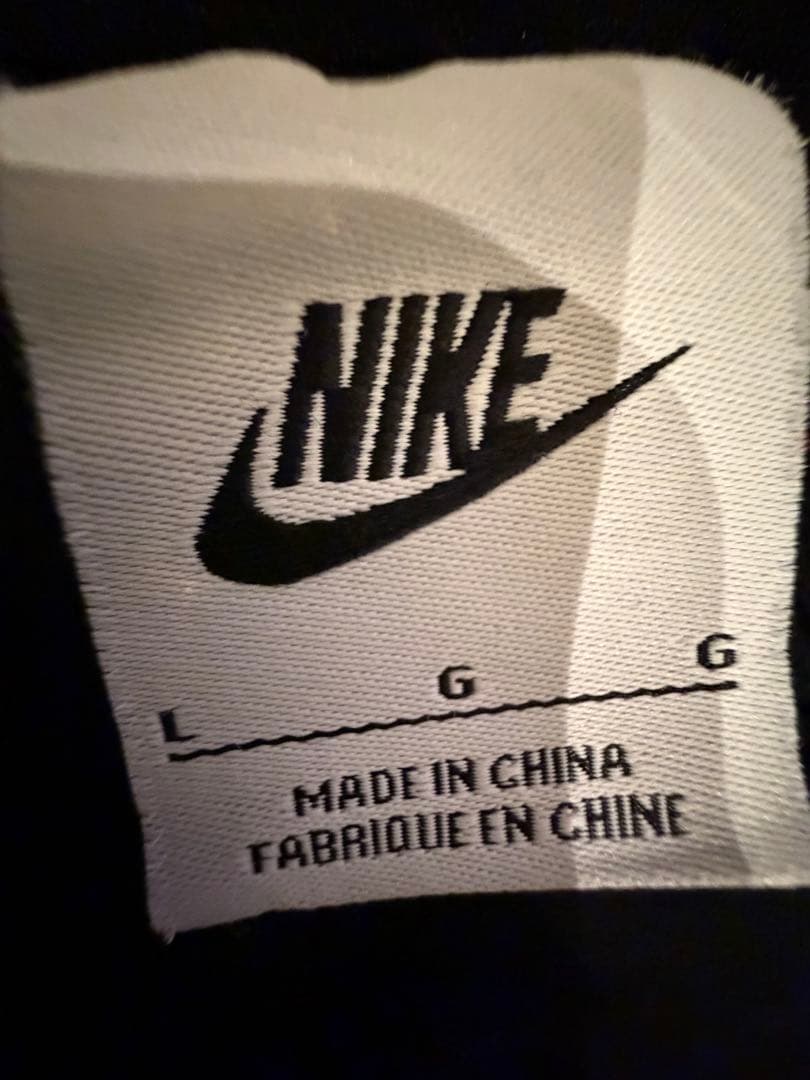 NIKE
L G G
MADE IN CHINA
FABRIQUE EN CHINE